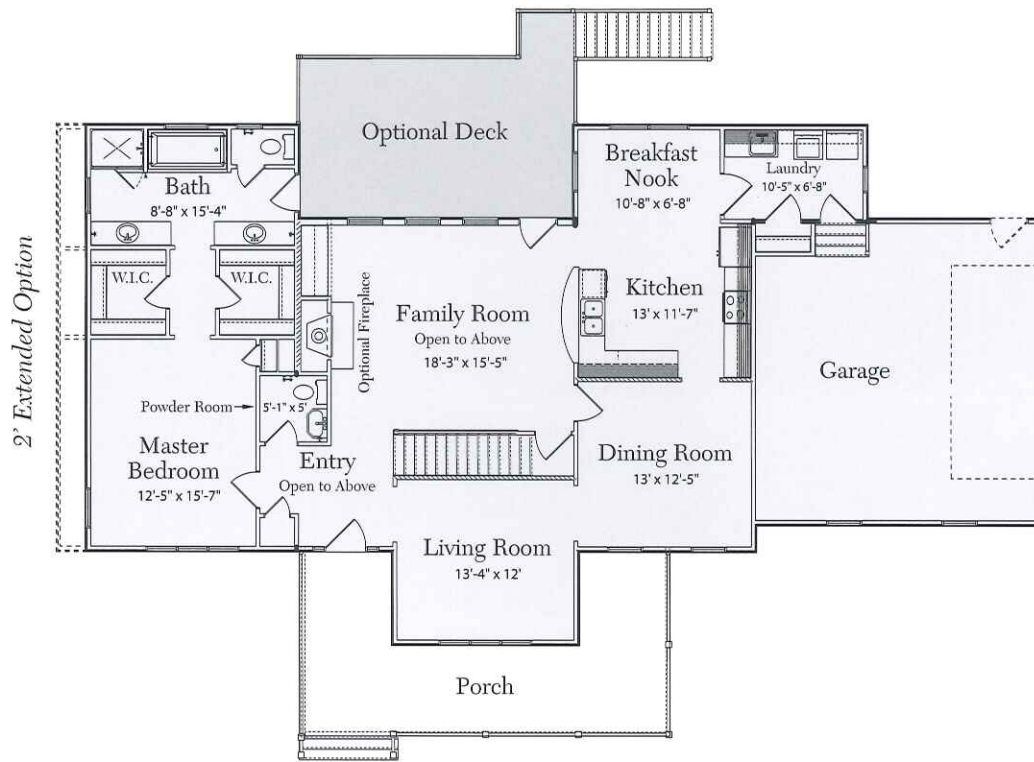 Optional Deck
Breakfast
Nook
10'-8" x 6'-8"
Laundry
10'-5" x 6'-8"
Bath
8'-8" x 15'-4"
2' Extended Option
W.I.C.
W.I.C.
Optional Fireplace
Family Room
Open to Above
18'-3" x 15'-5"
Kitchen
13' x 11'-7"
Garage
Powder Room
5'-1" x 5'
Master
Bedroom
12'-5" x 15'-7"
Entry
Open to Above
Dining Room
13' x 12'-5"
Living Room
13'-4" x 12'
Porch